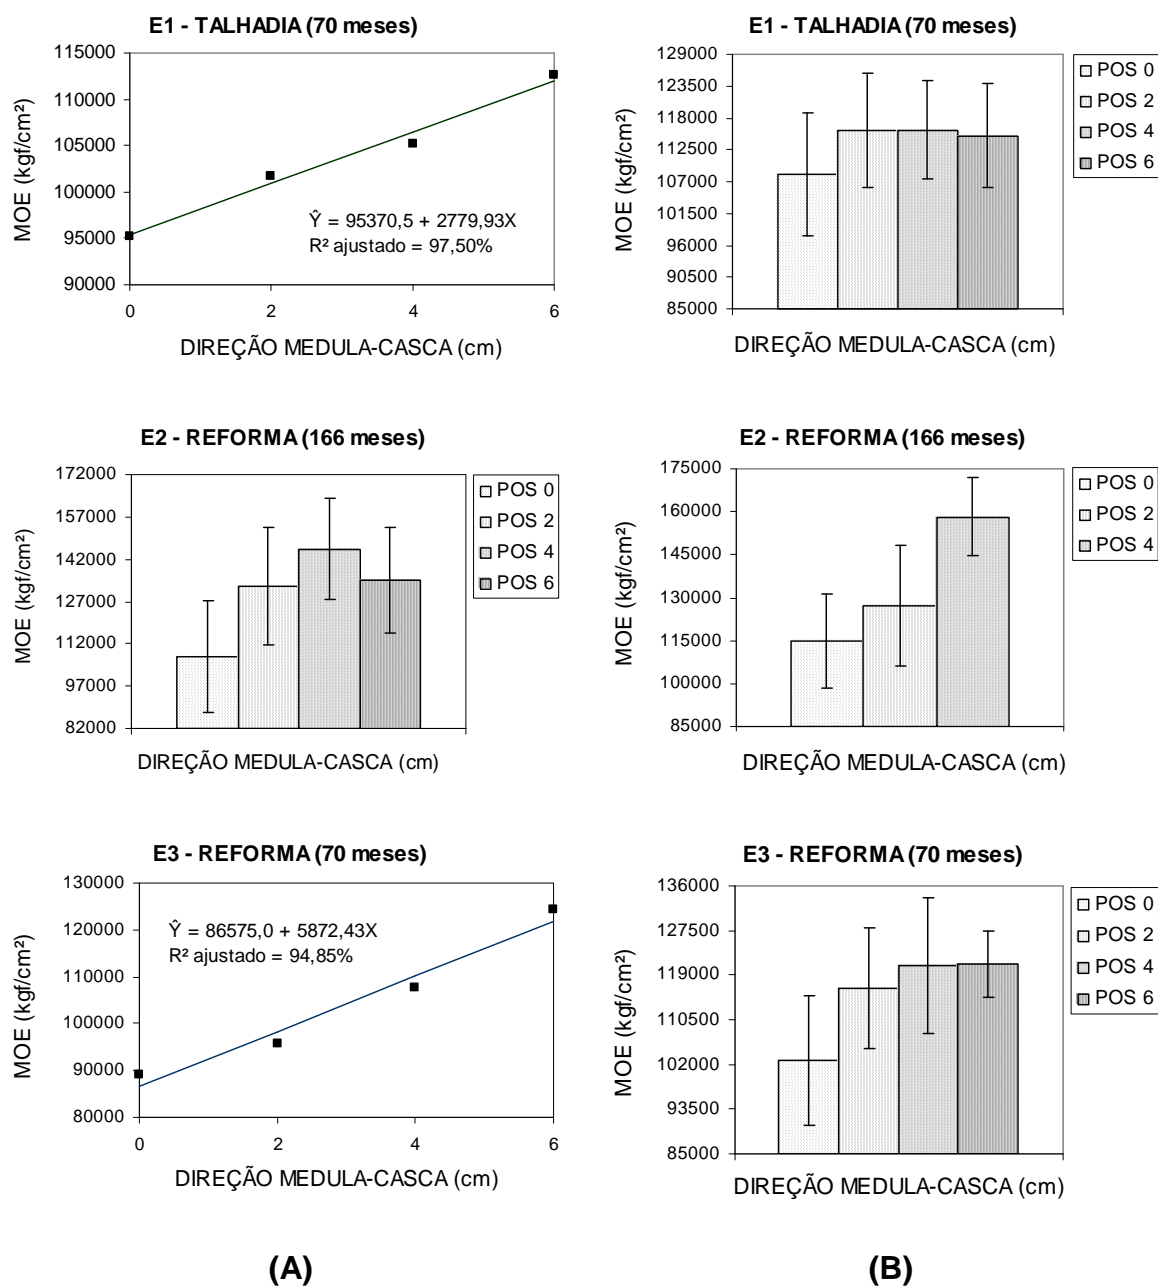 E1 - TALHADIA (70 meses)
115000
110000
105000
100000
95000
90000
MOE (kgf/cm²)
Ŷ = 95370,5 + 2779,93X
R² ajustado = 97,50%
0 2 4 6
DIREÇÃO MEDULA-CASCA (cm)
E1 - TALHADIA (70 meses)
129000
123500
118000
112500
107000
101500
96000
90500
85000
MOE (kgf/cm²)
DIREÇÃO MEDULA-CASCA (cm)
POS 0
POS 2
POS 4
POS 6
E2 - REFORMA (166 meses)
172000
157000
142000
127000
112000
97000
82000
MOE (kgf/cm²)
DIREÇÃO MEDULA-CASCA (cm)
POS 0
POS 2
POS 4
POS 6
E2 - REFORMA (166 meses)
175000
160000
145000
130000
115000
100000
85000
MOE (kgf/cm²)
DIREÇÃO MEDULA-CASCA (cm)
POS 0
POS 2
POS 4
E3 - REFORMA (70 meses)
130000
120000
110000
100000
90000
80000
MOE (kgf/cm²)
Ŷ = 86575,0 + 5872,43X
R² ajustado = 94,85%
0 2 4 6
DIREÇÃO MEDULA-CASCA (cm)
E3 - REFORMA (70 meses)
136000
127500
119000
110500
102000
93500
85000
MOE (kgf/cm²)
DIREÇÃO MEDULA-CASCA (cm)
POS 0
POS 2
POS 4
POS 6
(A)
(B)